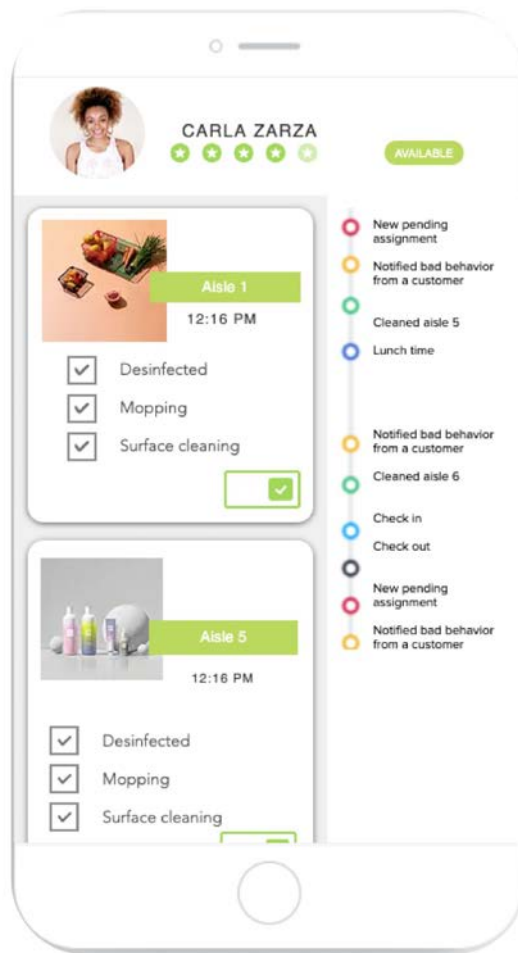 CARLA ZARZA
AVAILABLE
Aisle 1
12:16 PM
Desinfected
Mopping
Surface cleaning
Aisle 5
12:16 PM
Desinfected
Mopping
Surface cleaning
New pending
assignment
Notified bad behavior
from a customer
Cleaned aisle 5
Lunch time
Notified bad behavior
from a customer
Cleaned aisle 6
Check in
Check out
New pending
assignment
Notified bad behavior
from a customer